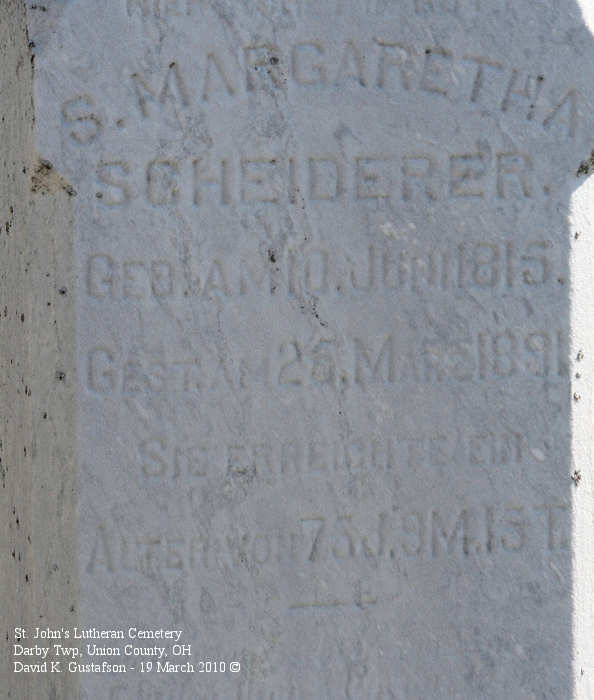 S. MARGARETHA
SCHEIDERER.
GEB. AM 10. JUNI 1815.
GEST. AM 25. MARZ 1891.
SIE ERREICHTE EIN
ALTER VON 75 J. 9 M. 15 T.
St. John's Lutheran Cemetery
Darby Twp, Union County, OH
David K. Gustafson - 19 March 2010 ©